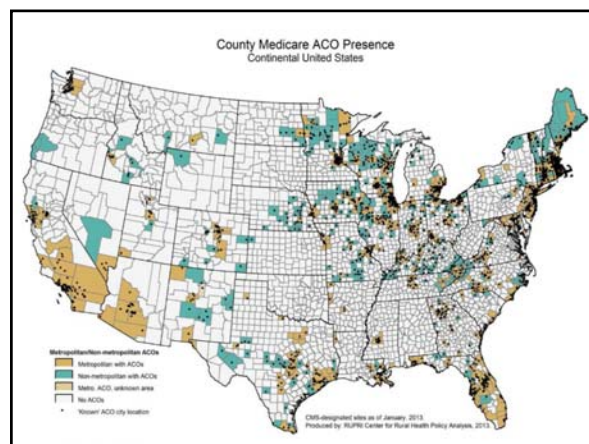 County Medicare ACO Presence
Continental United States
Metropolitan/Non-metropolitan ACOs
Metropolitan with ACOs
Non-metropolitan with ACOs
Metro. ACO, unknown area
No ACOs
'Known' ACO city location
CMS-designated sites as of January, 2013.
Produced by: RUPRI Center for Rural Health Policy Analysis, 2013.